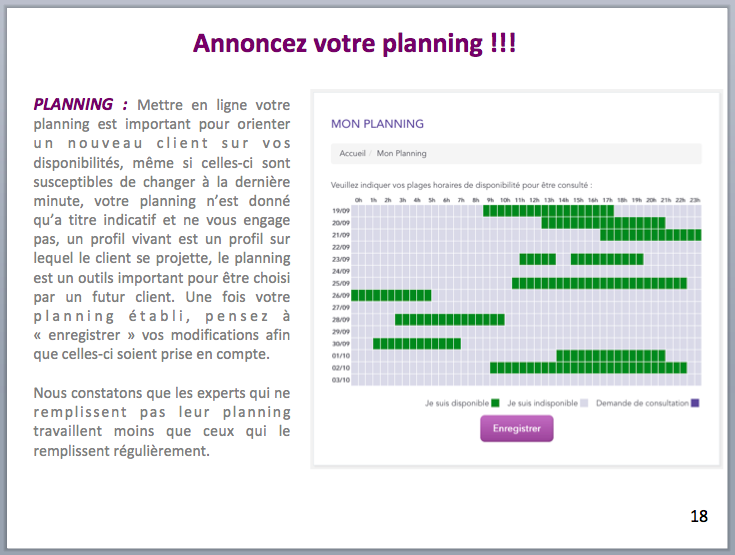 Annoncez votre planning !!!
PLANNING : Mettre en ligne votre
planning est important pour orienter
un nouveau client sur vos
disponibilités, même si celles-ci sont
susceptibles de changer à la dernière
minute, votre planning n'est donné
qu'a titre indicatif et ne vous engage
pas, un profil vivant est un profil sur
lequel le client se projette, le planning
est un outils important pour être choisi
par un futur client. Une fois votre
planning établi, pensez à
« enregistrer » vos modifications afin
que celles-ci soient prise en compte.
Nous constatons que les experts qui ne
remplissent pas leur planning
travaillent moins que ceux qui le
remplissent régulièrement.
MON PLANNING
Accueil / Mon Planning
Veuillez indiquer vos plages horaires de disponibilité pour être consulté :
0h 1h 2h 3h 4h 5h 6h 7h 8h 9h 10h 11h 12h 13h 14h 15h 16h 17h 18h 19h 20h 21h 22h 23h
19/09
20/09
21/09
22/09
23/09
24/09
25/09
26/09
27/09
28/09
29/09
30/09
01/10
02/10
03/10
Je suis disponible Je suis indisponible Demande de consultation
Enregistrer
18